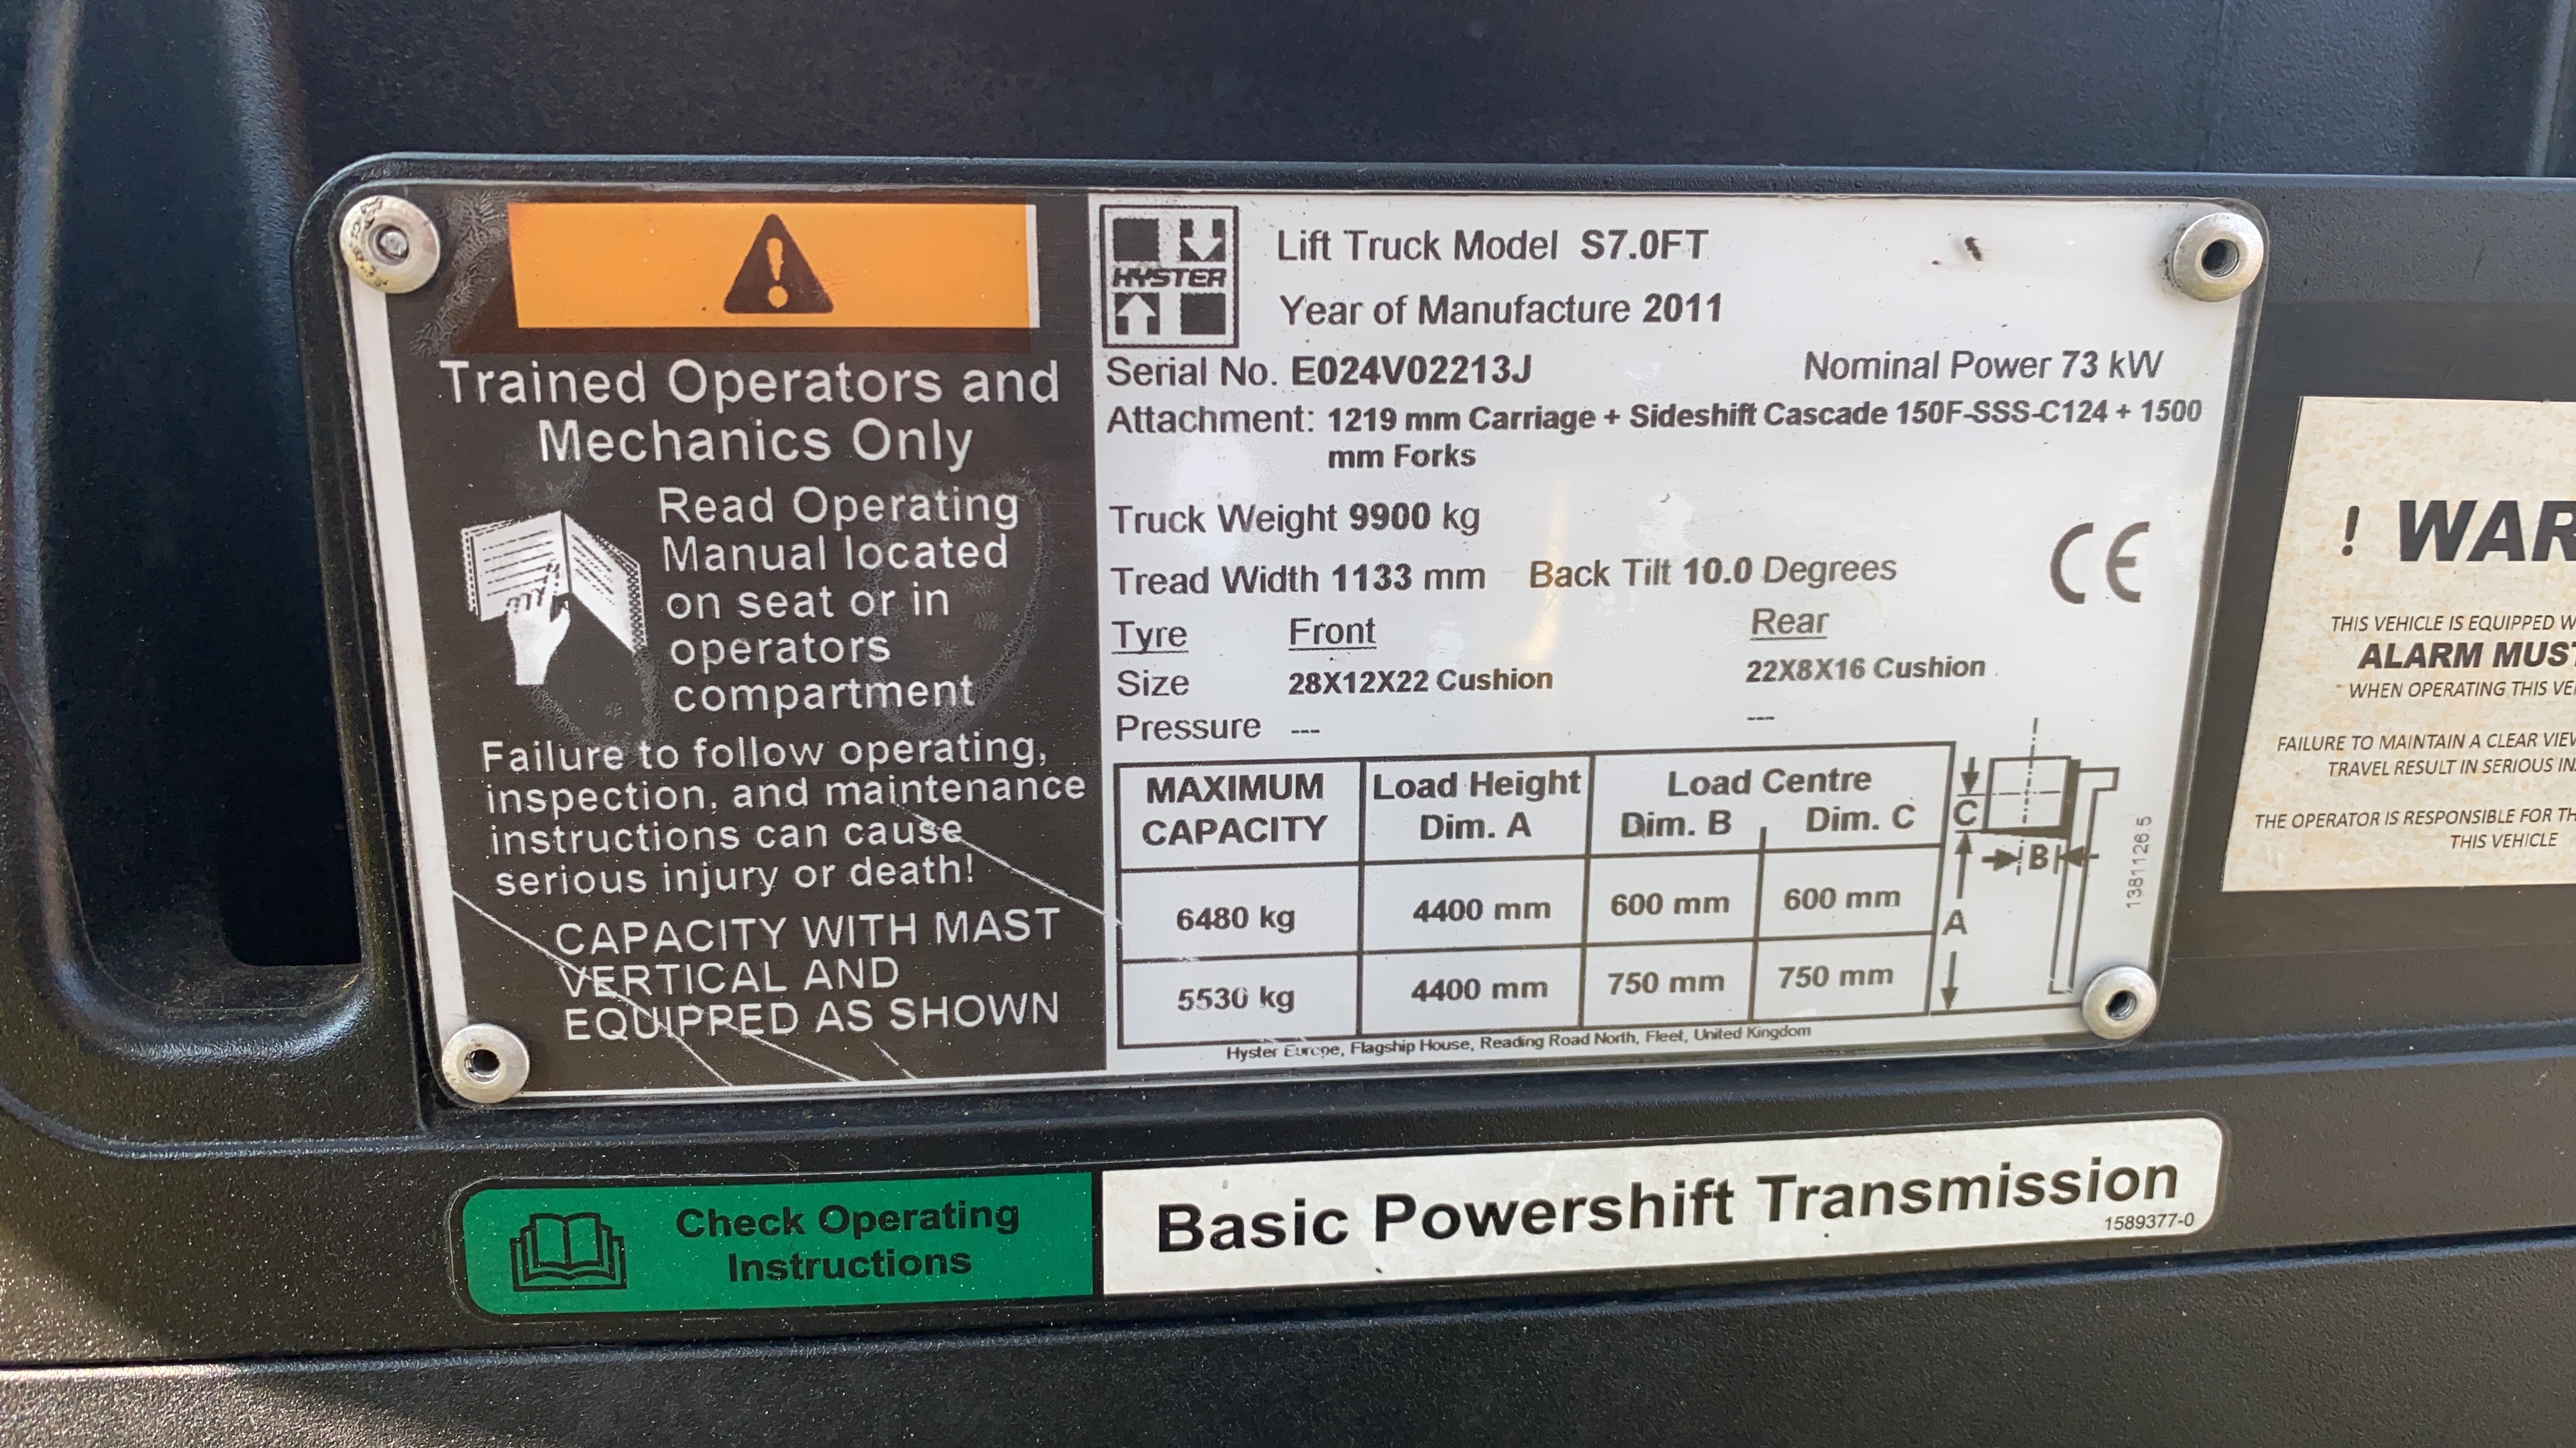 Trained Operators and
Mechanics Only
Read Operating
Manual located
on seat or in
operators
compartment
Failure to follow operating,
inspection, and maintenance
instructions can cause
serious injury or death!
CAPACITY WITH MAST
VERTICAL AND
EQUIPPED AS SHOWN
HYSTER
Lift Truck Model S7.0FT
Year of Manufacture 2011
Serial No. E024V02213J Nominal Power 73 kW
Attachment: 1219 mm Carriage + Sideshift Cascade 150F-SSS-C124 + 1500
mm Forks
Truck Weight 9900 kg
CE
Tread Width 1133 mm Back Tilt 10.0 Degrees
Tyre Front Rear
Size 28X12X22 Cushion 22X8X16 Cushion
Pressure --- ---
MAXIMUM CAPACITY Load Height Dim. A Load Centre Dim. B Dim. C
6480 kg 4400 mm 600 mm 600 mm
5530 kg 4400 mm 750 mm 750 mm
C
B
A
1381126.5
Hyster Europe, Flagship House, Reading Road North, Fleet, United Kingdom
Check Operating
Instructions
Basic Powershift Transmission
1589377-0
!
THIS VEHICLE IS EQUIPPED
ALARM
WHEN OPERATING THIS
FAILURE TO MAINTAIN A CLEAR
TRAVEL RESULT IN SERIOUS
THE OPERATOR IS RESPONSIBLE FOR
THIS VEHICLE